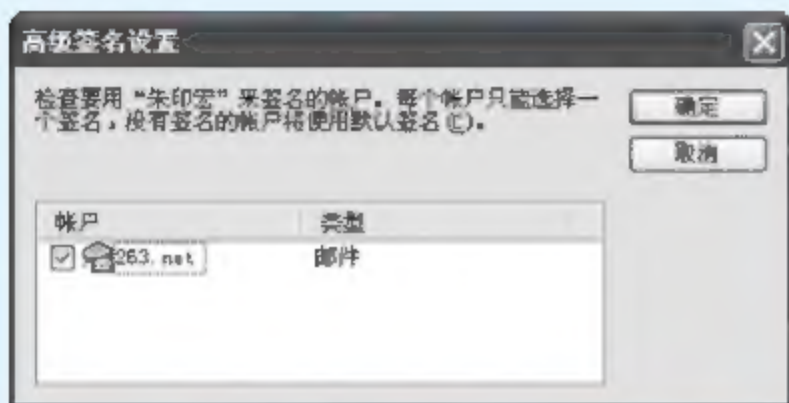 高级签名设置
检查要用“朱印宏”来签名的帐户。每个帐户只能选择一
个签名，没有签名的帐户将使用默认签名(E)。
确定
取消
帐户 类型
263.net 邮件